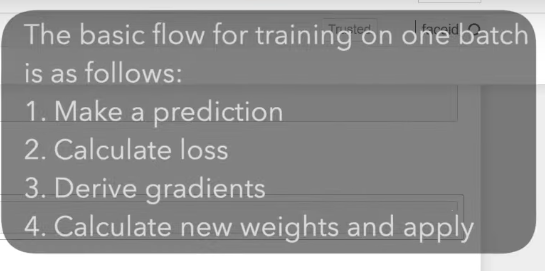 The basic flow for training on one batch
is as follows:
1. Make a prediction
2. Calculate loss
3. Derive gradients
4. Calculate new weights and apply
Trusted
faceid